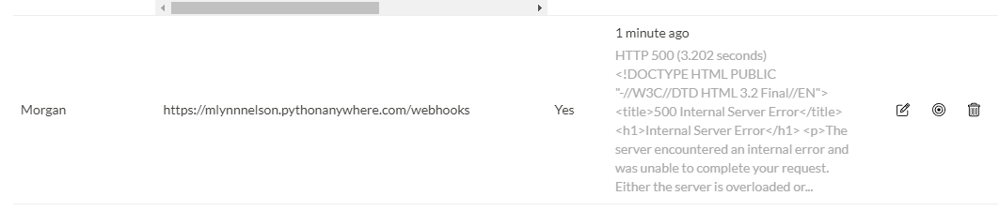 1 minute ago
HTTP 500 (3.202 seconds)
<!DOCTYPE HTML PUBLIC
"-//W3C//DTD HTML 3.2 Final//EN">
<title>500 Internal Server Error</title>
Morgan https://mlynnnelson.pythonanywhere.com/webhooks Yes
<h1>Internal Server Error</h1> <p>The
server encountered an internal error and
was unable to complete your request.
Either the server is overloaded or...